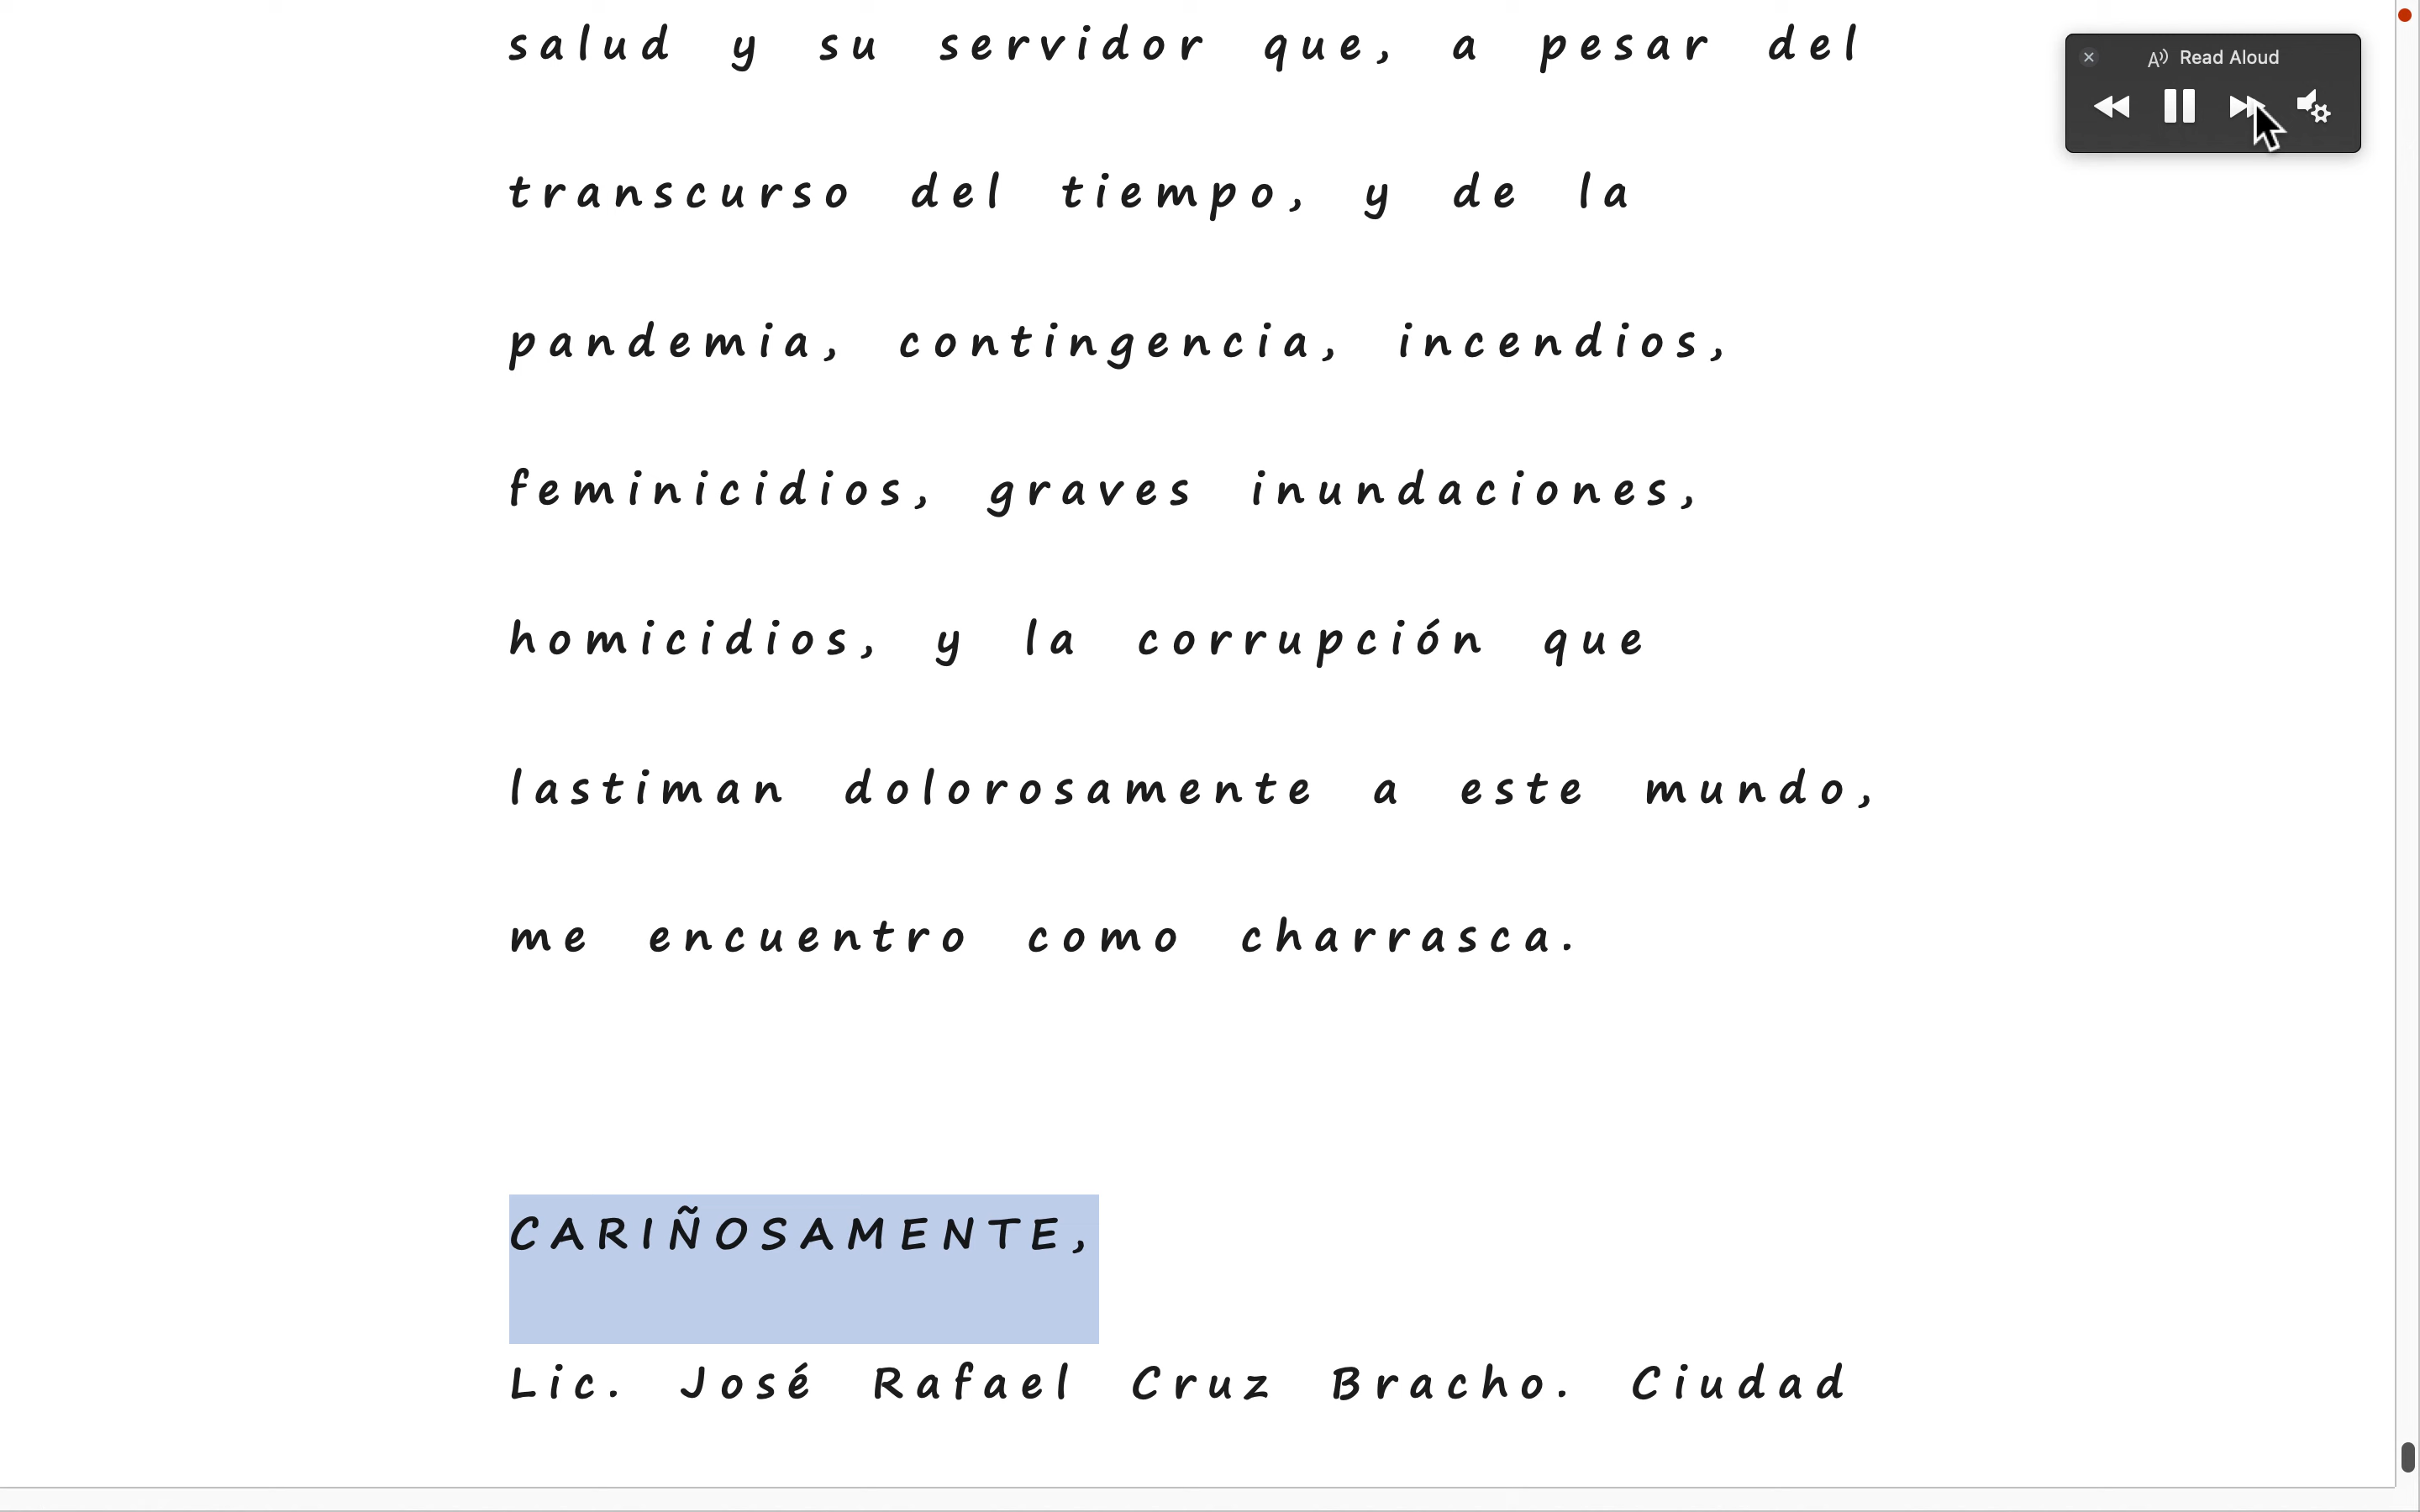 salud y su servidor que, a pesar del
Read Aloud
transcurso del tiempo, y de la
pandemia, contingencia, incendios,
feminicidios, graves inundaciones,
homicidios, y la corrupción que
lastiman dolorosamente a este mundo,
me encuentro como charrasca.
CARIÑOSAMENTE,
Lic. José Rafael Cruz Bracho. Ciudad